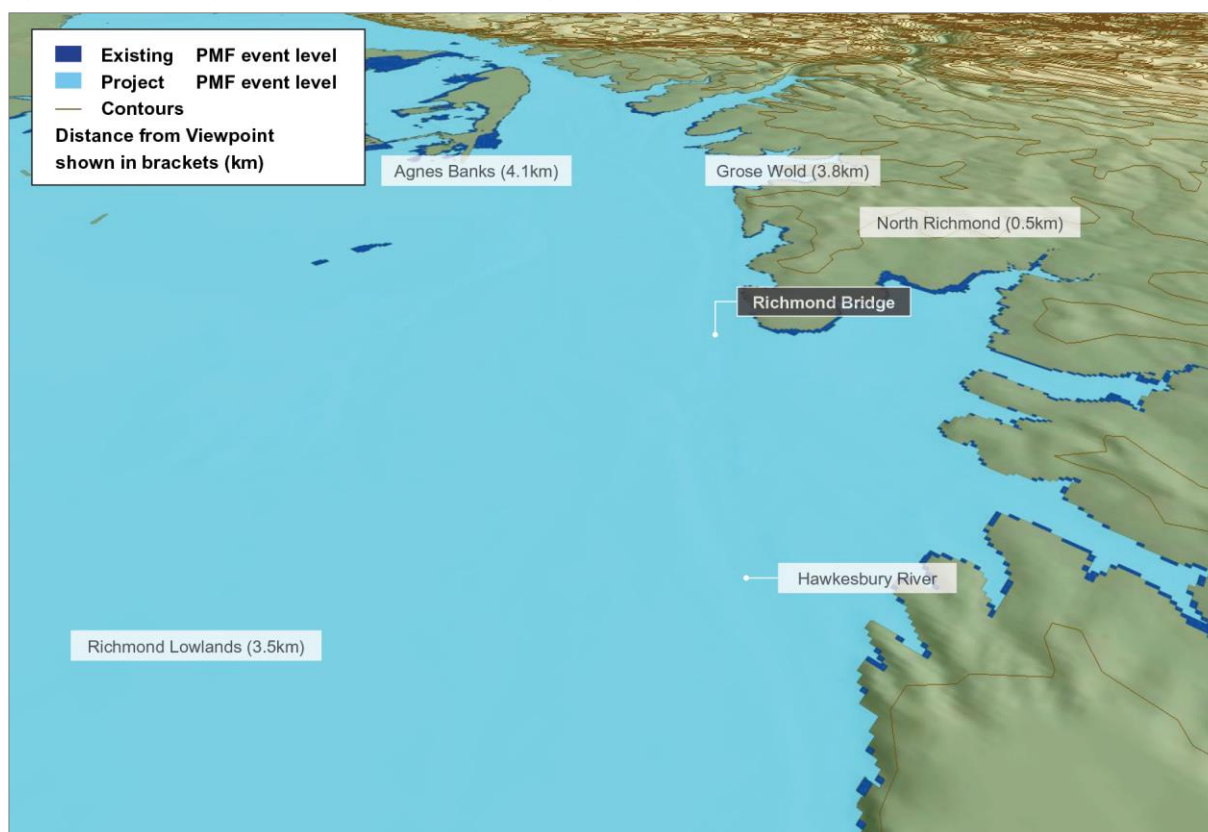 Existing PMF event level
Project PMF event level
Contours
Distance from Viewpoint
shown in brackets (km)
Agnes Banks (4.1km)
Grose Wold (3.8km)
North Richmond (0.5km)
Richmond Bridge
Hawkesbury River
Richmond Lowlands (3.5km)